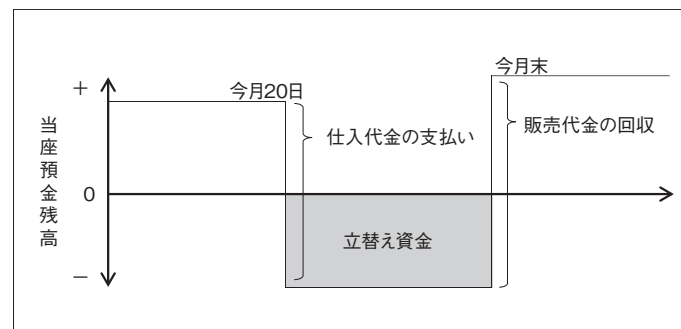 今月末
＋
今月20日
仕入代金の支払い
販売代金の回収
当座預金残高
0
立替え資金
－